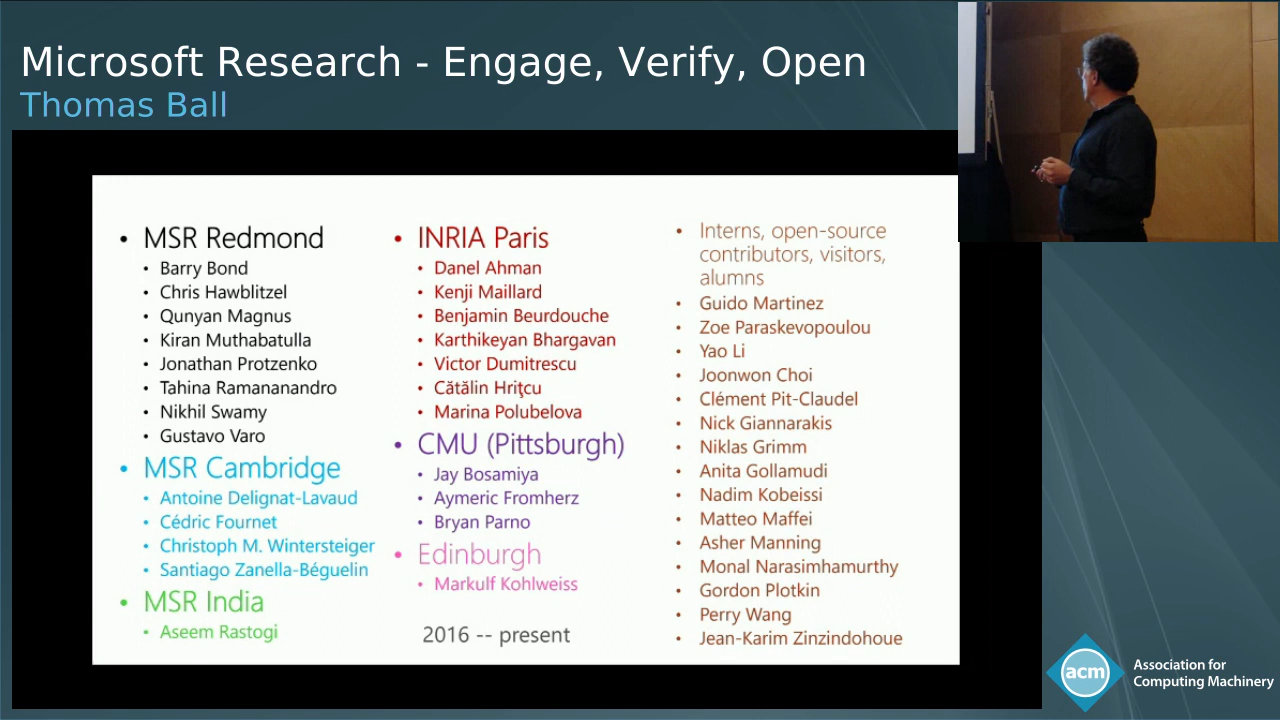 Microsoft Research - Engage, Verify, Open
Thomas Ball
• MSR Redmond
• Barry Bond
• Chris Hawblitzel
• Qunyan Magnus
• Kiran Muthabatulla
• Jonathan Protzenko
• Tahina Ramananandro
• Nikhil Swamy
• Gustavo Varo
• MSR Cambridge
• Antoine Delignat-Lavaud
• Cédric Fournet
• Christoph M. Wintersteiger
• Santiago Zanella-Béguelin
• MSR India
• Aseem Rastogi
• INRIA Paris
• Danel Ahman
• Kenji Maillard
• Benjamin Beurdouche
• Karthikeyan Bhargavan
• Victor Dumitrescu
• Cătălin Hriţcu
• Marina Polubelova
• CMU (Pittsburgh)
• Jay Bosamiya
• Aymeric Fromherz
• Bryan Parno
• Edinburgh
• Markulf Kohlweiss
2016 -- present
• Interns, open-source
contributors, visitors,
alumns
• Guido Martinez
• Zoe Paraskevopoulou
• Yao Li
• Joonwon Choi
• Clément Pit-Claudel
• Nick Giannarakis
• Niklas Grimm
• Anita Gollamudi
• Nadim Kobeissi
• Matteo Maffei
• Asher Manning
• Monal Narasimhamurthy
• Gordon Plotkin
• Perry Wang
• Jean-Karim Zinzindohoue
acm
Association for
Computing Machinery